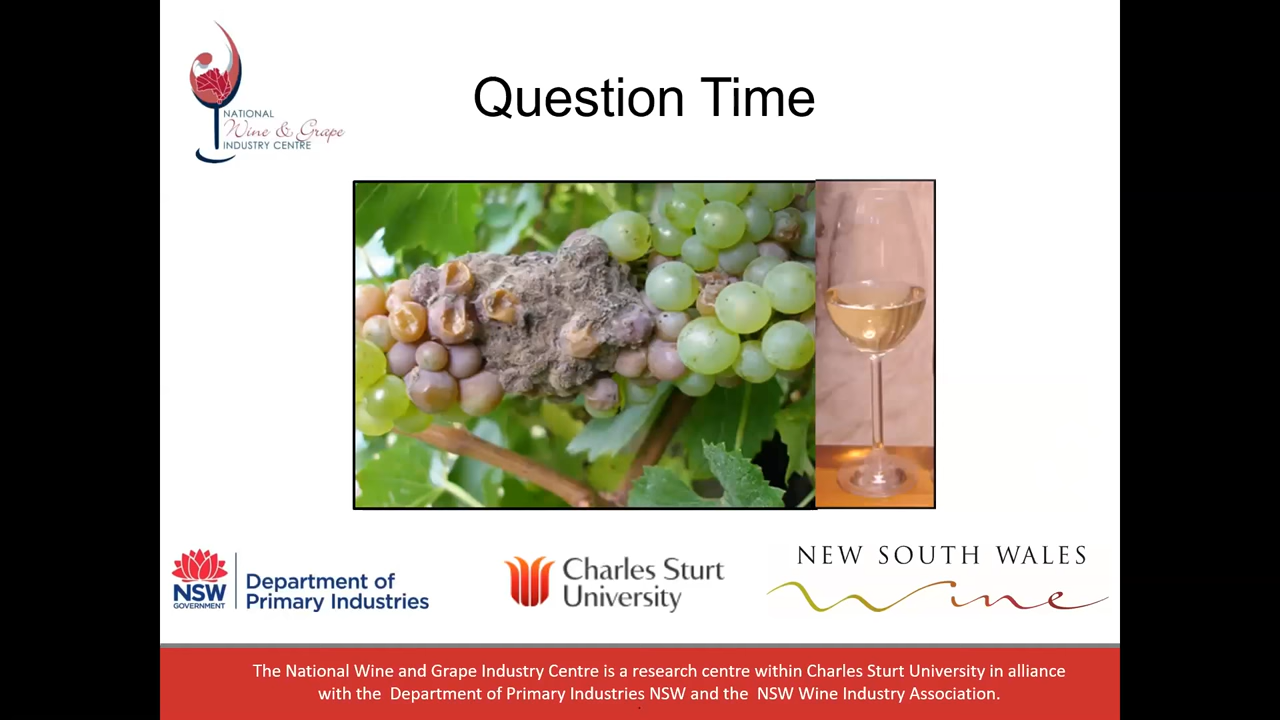 NATIONAL
Wine & Grape
INDUSTRY CENTRE
Question Time
NSW
GOVERNMENT
Department of
Primary Industries
Charles Sturt
University
NEW SOUTH WALES
Wine
The National Wine and Grape Industry Centre is a research centre within Charles Sturt University in alliance
with the  Department of Primary Industries NSW and the  NSW Wine Industry Association.